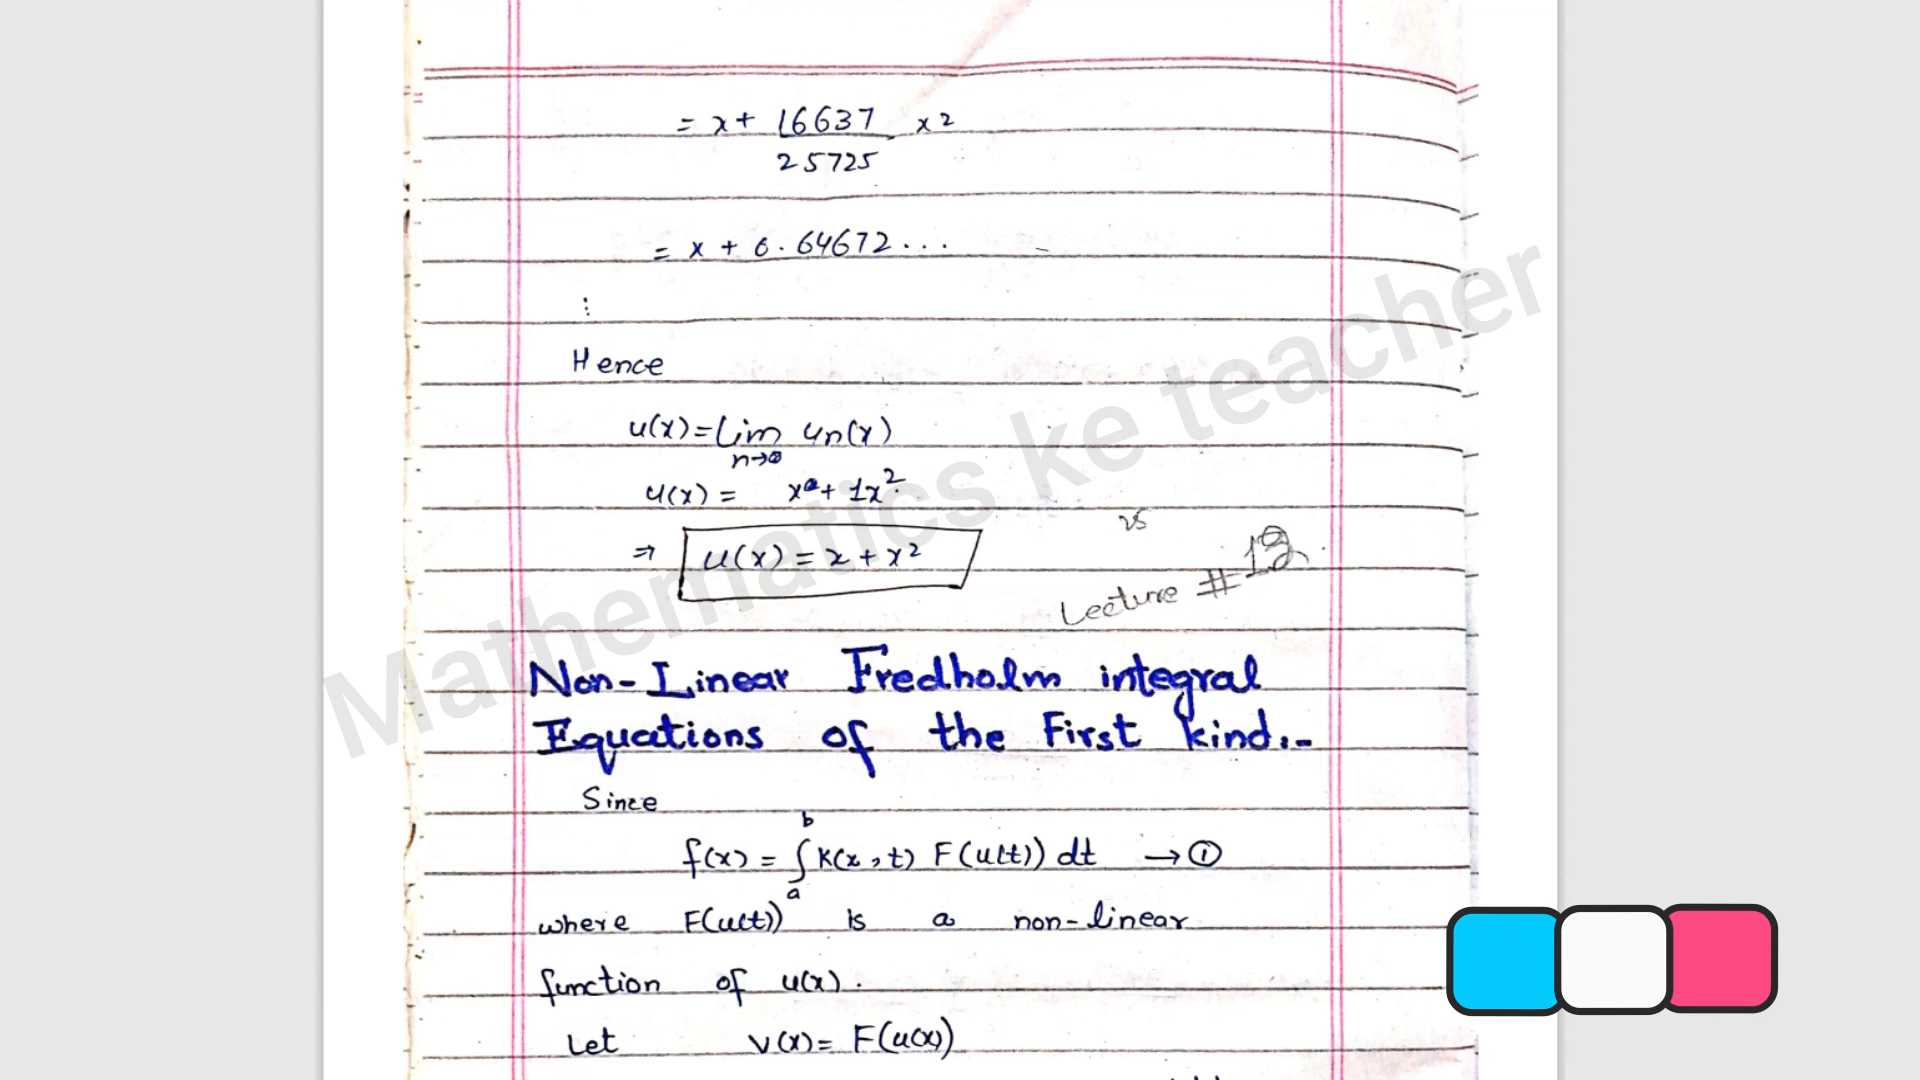 = x + 16637 x2
25725
= x + 0.64672...
⋮
Hence
u(x) = Lim un(x)
n→∞
u(x) = x + 1x2
⇒ u(x) = x + x2
25
Lecture #
Mathematics ke teacher
Non-Linear Fredholm integral
Equations of the First kind.-
Since
f(x) = ∫ₐᵇ K(x,t) F(u(t)) dt → ①
where F(u(t)) is a non-linear
function of u(x).
Let v(x) = F(u(x))